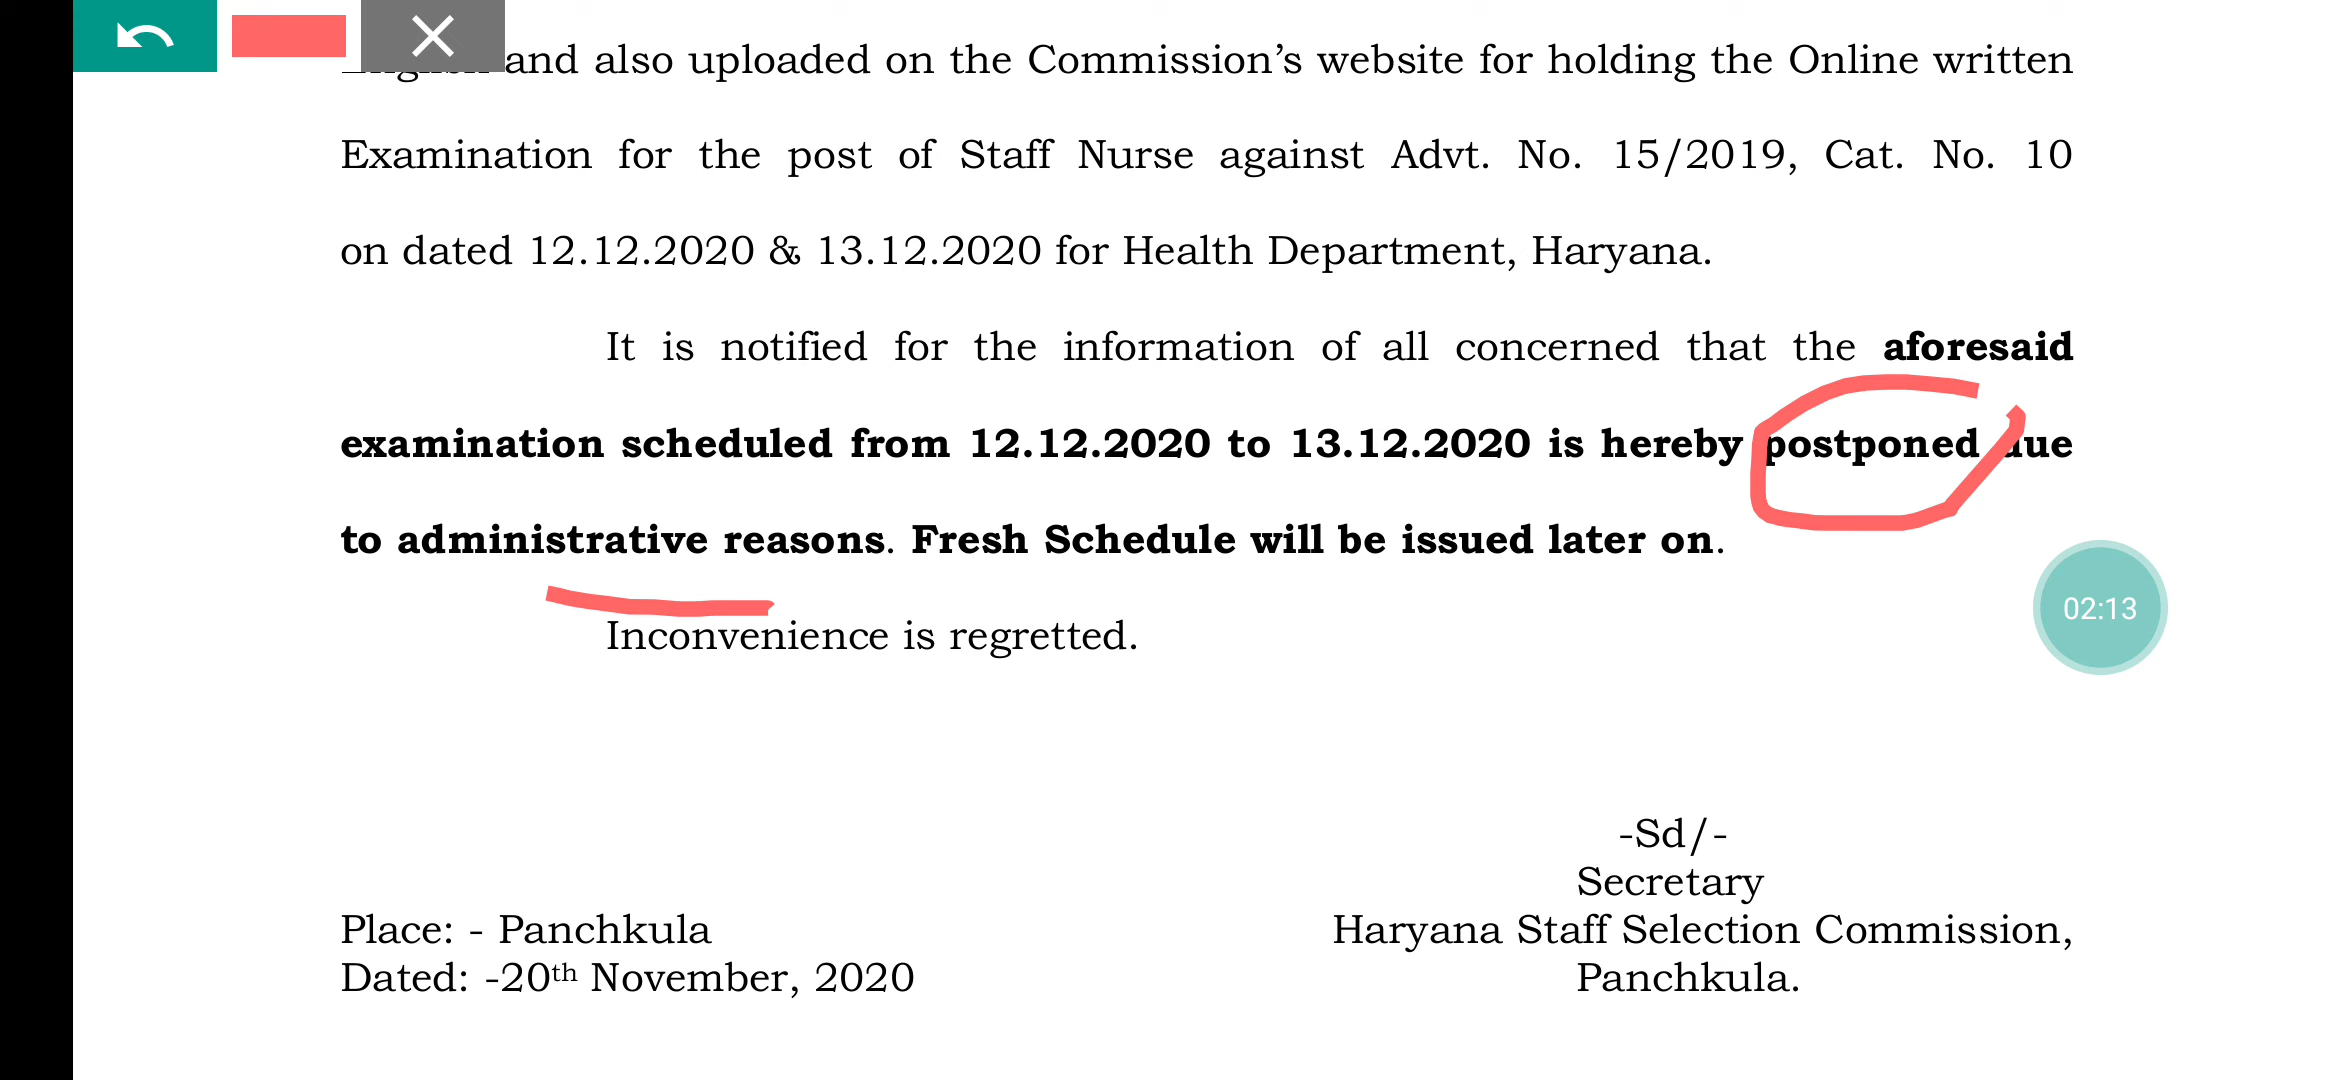 and also uploaded on the Commission's website for holding the Online written
Examination for the post of Staff Nurse against Advt. No. 15/2019, Cat. No. 10
on dated 12.12.2020 & 13.12.2020 for Health Department, Haryana.
It is notified for the information of all concerned that the aforesaid
examination scheduled from 12.12.2020 to 13.12.2020 is hereby postponed due
to administrative reasons. Fresh Schedule will be issued later on.
02:13
Inconvenience is regretted.
-Sd/-
Secretary
Place: - Panchkula Haryana Staff Selection Commission,
Dated: -20th November, 2020 Panchkula.